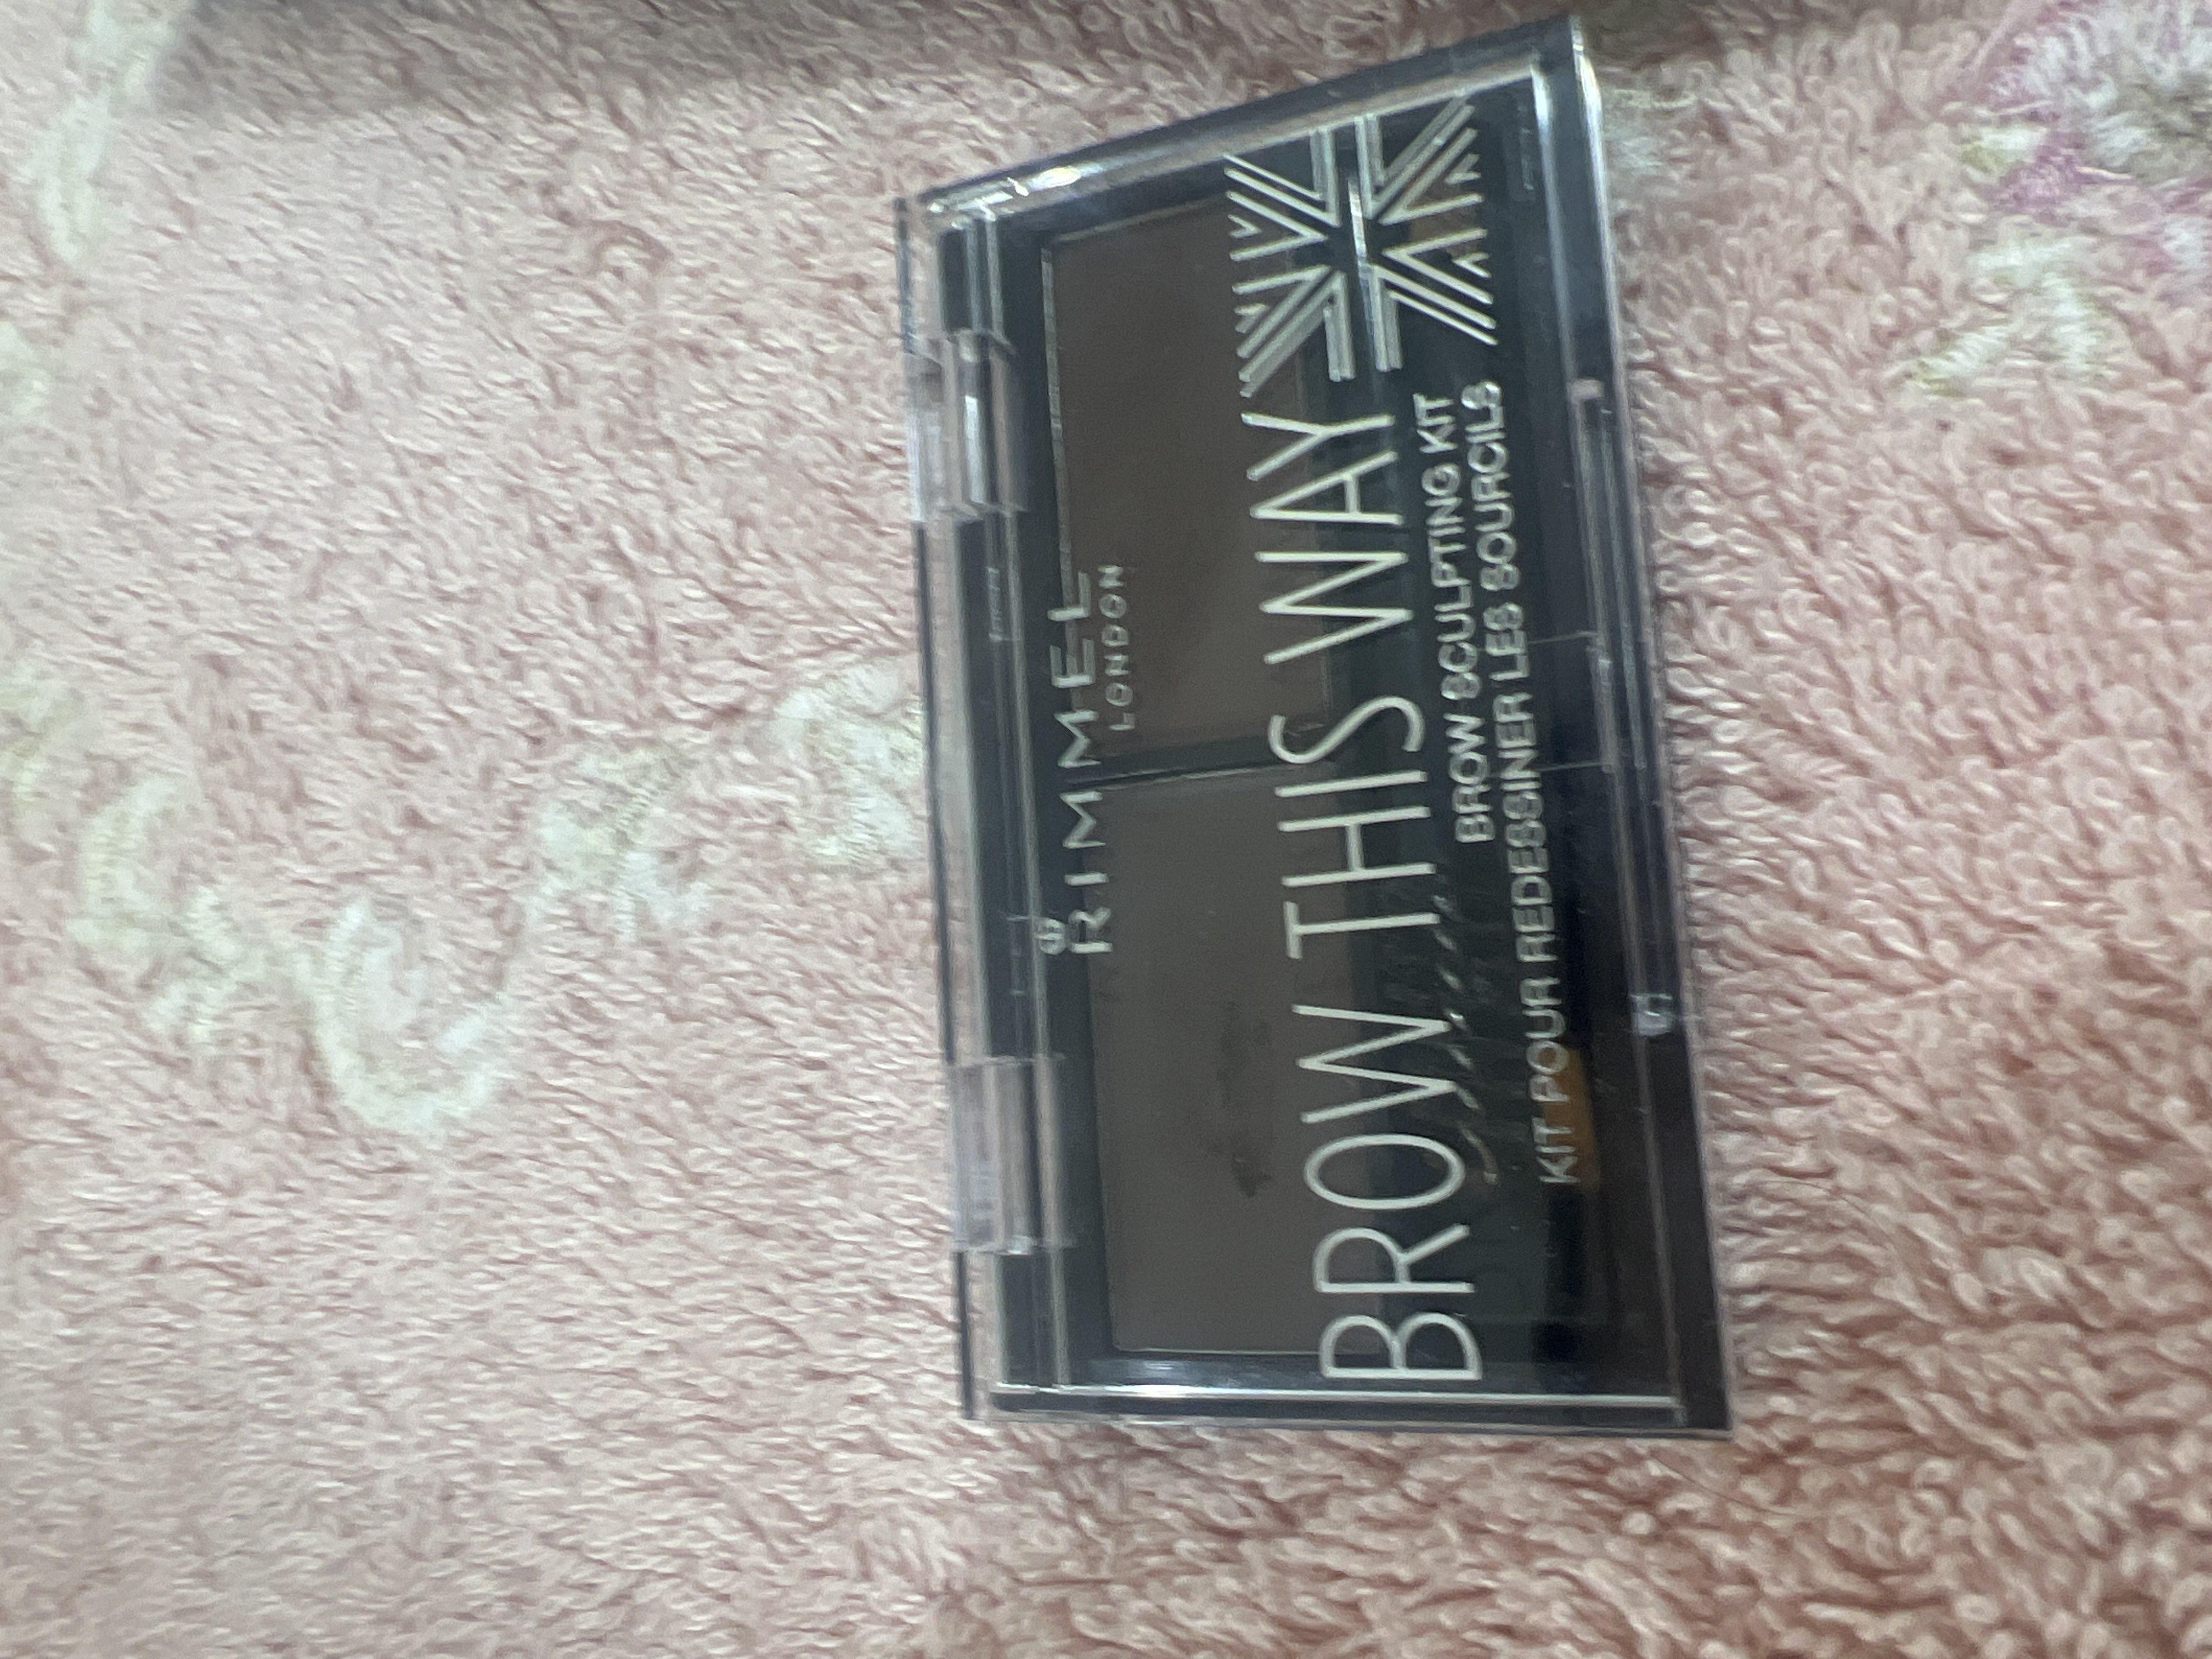 RIMMEL
LONDON
BROW THIS WAY
BROW SCULPTING KIT
KIT POUR REDESSINER LES SOURCILS